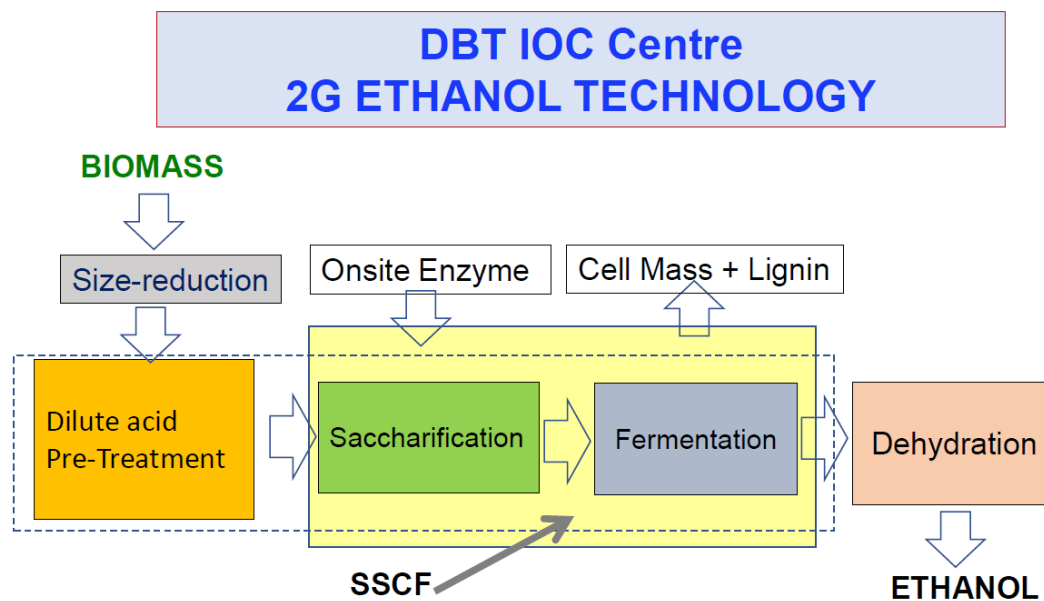 DBT IOC Centre
2G ETHANOL TECHNOLOGY
BIOMASS
Size-reduction
Onsite Enzyme
Cell Mass + Lignin
Dilute acid
Pre-Treatment
Saccharification
Fermentation
Dehydration
SSCF
ETHANOL